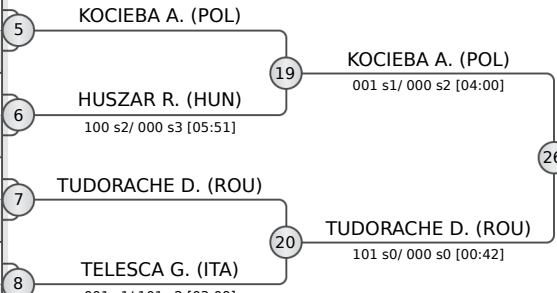 KOCIEBA A. (POL)
5
19
KOCIEBA A. (POL)
001 s1/ 000 s2 [04:00]
HUSZAR R. (HUN)
6
100 s2/ 000 s3 [05:51]
26
TUDORACHE D. (ROU)
7
20
TUDORACHE D. (ROU)
101 s0/ 000 s0 [00:42]
TELESCA G. (ITA)
8